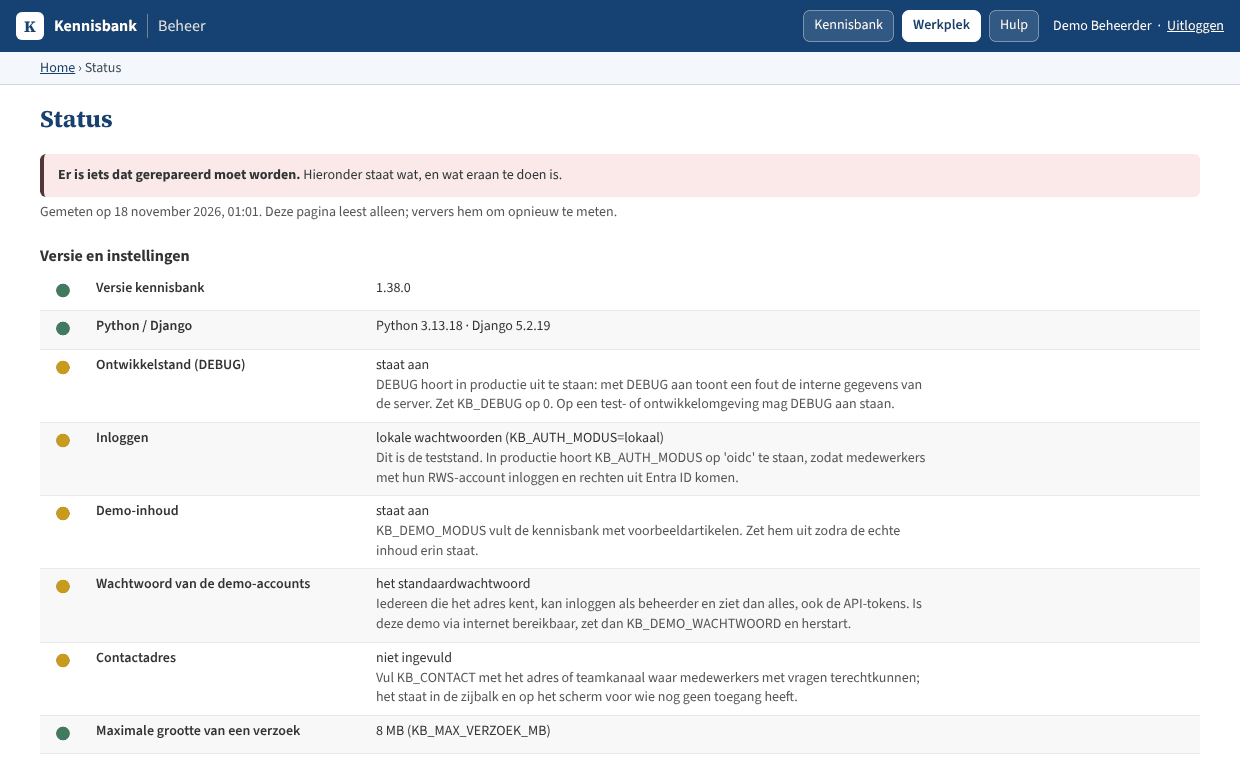 K Kennisbank Beheer Kennisbank Werkplek Hulp Demo Beheerder · Uitloggen
Home › Status
Status
Er is iets dat gerepareerd moet worden. Hieronder staat wat, en wat eraan te doen is.
Gemeten op 18 november 2026, 01:01. Deze pagina leest alleen; ververs hem om opnieuw te meten.
Versie en instellingen
Versie kennisbank 1.38.0
Python / Django Python 3.13.18 · Django 5.2.19
Ontwikkelstand (DEBUG) staat aan
DEBUG hoort in productie uit te staan: met DEBUG aan toont een fout de interne gegevens van
de server. Zet KB_DEBUG op 0. Op een test- of ontwikkelomgeving mag DEBUG aan staan.
Inloggen lokale wachtwoorden (KB_AUTH_MODUS=lokaal)
Dit is de teststand. In productie hoort KB_AUTH_MODUS op 'oidc' te staan, zodat medewerkers
met hun RWS-account inloggen en rechten uit Entra ID komen.
Demo-inhoud staat aan
KB_DEMO_MODUS vult de kennisbank met voorbeeldartikelen. Zet hem uit zodra de echte
inhoud erin staat.
Wachtwoord van de demo-accounts het standaardwachtwoord
Iedereen die het adres kent, kan inloggen als beheerder en ziet dan alles, ook de API-tokens. Is
deze demo via internet bereikbaar, zet dan KB_DEMO_WACHTWOORD en herstart.
Contactadres niet ingevuld
Vul KB_CONTACT met het adres of teamkanaal waar medewerkers met vragen terechtkunnen;
het staat in de zijbalk en op het scherm voor wie nog geen toegang heeft.
Maximale grootte van een verzoek 8 MB (KB_MAX_VERZOEK_MB)